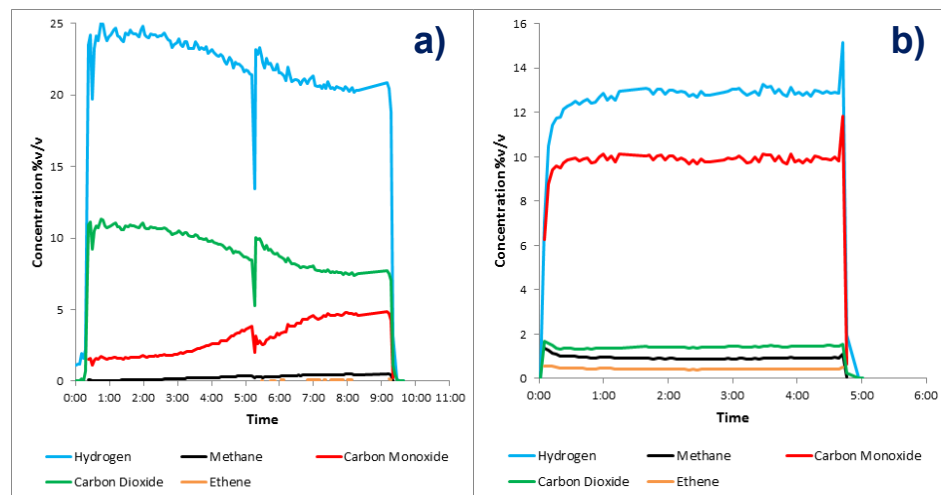 a)
Concentration %v/v
25
20
15
10
5
0
0:00 1:00 2:00 3:00 4:00 5:00 6:00 7:00 8:00 9:00 10:00 11:00
Time
Hydrogen Methane Carbon Monoxide
Carbon Dioxide Ethene
b)
Concentration %v/v
16
14
12
10
8
6
4
2
0
0:00 1:00 2:00 3:00 4:00 5:00 6:00
Time
Hydrogen Methane Carbon Monoxide
Carbon Dioxide Ethene